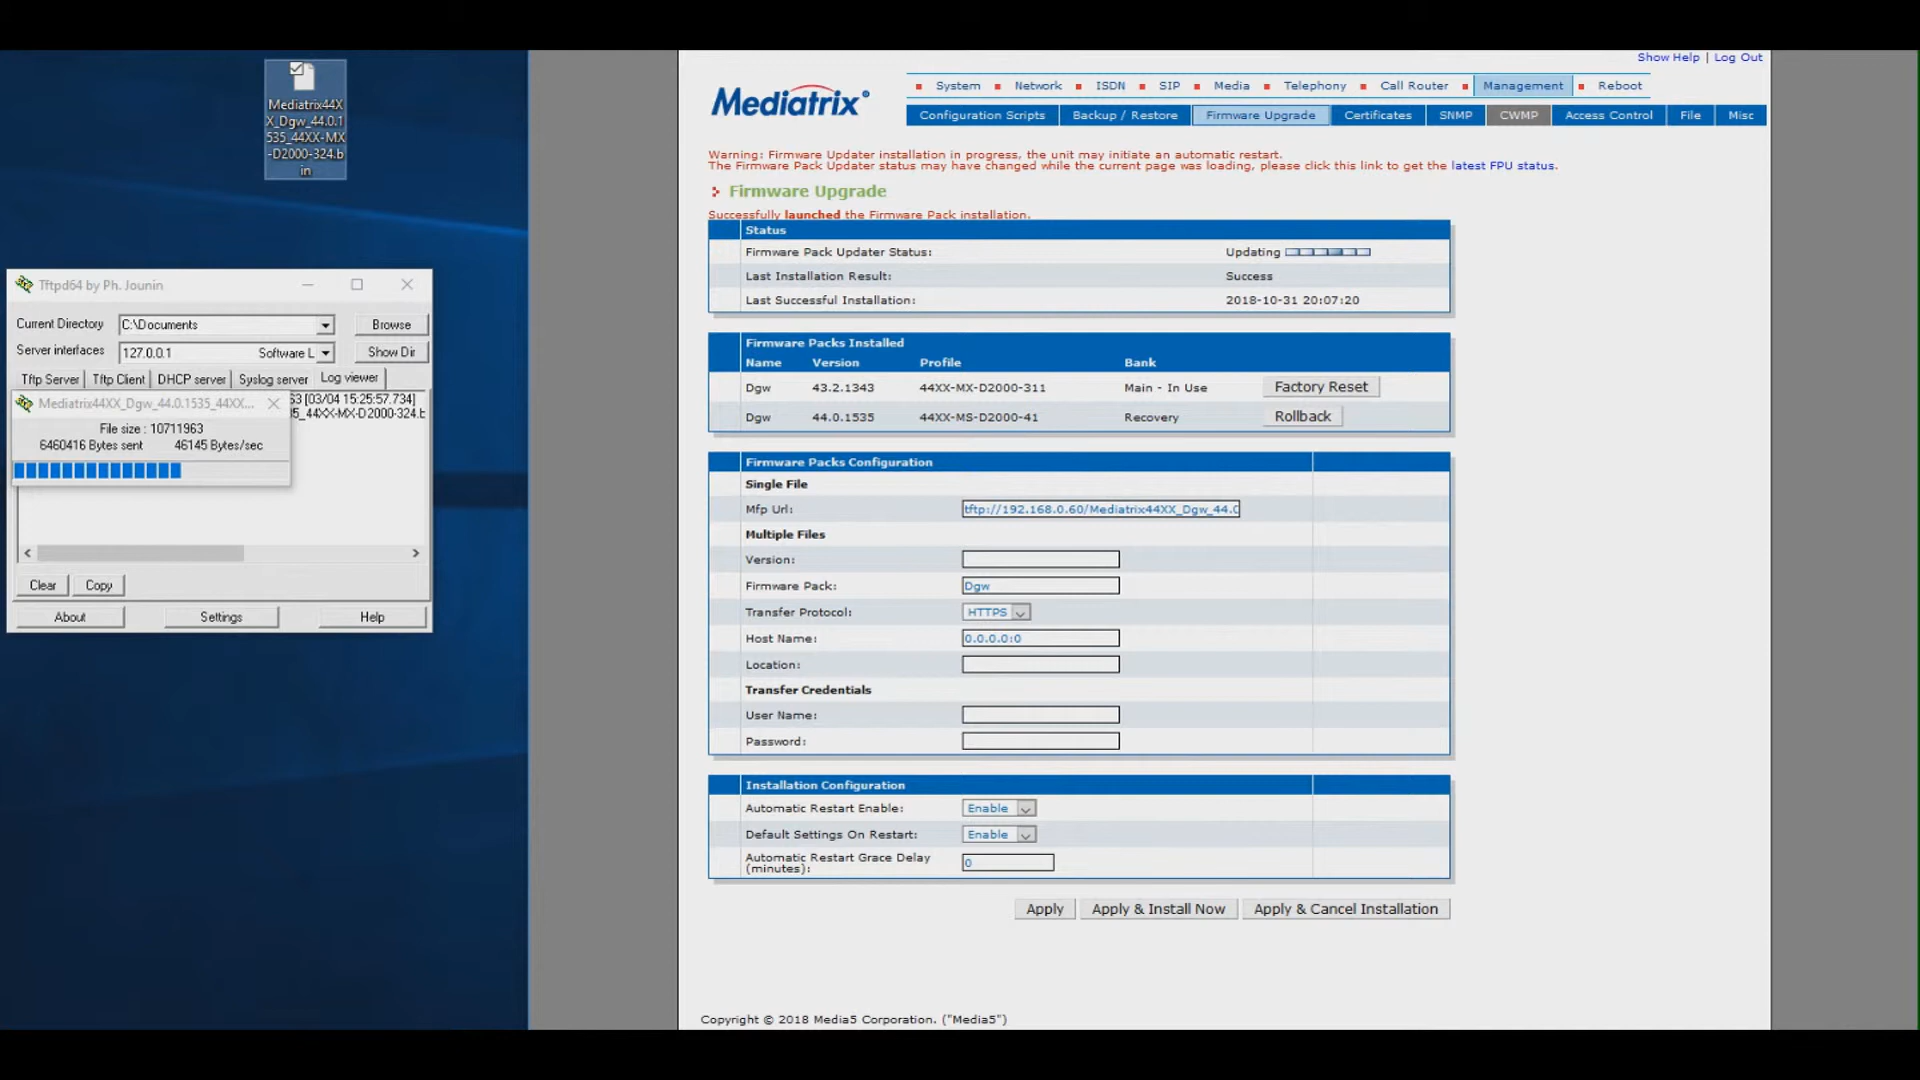 Mediatrix44X
X_Dgw_44.0.1
535_44XX-MX
-D2000-324.b
in
Tftpd64 by Ph. Jounin
Current Directory C:\Documents Browse
Server interfaces 127.0.0.1 Software L Show Dir
Tftp Server Tftp Client DHCP server Syslog server Log viewer
[03/04 15:25:57.734]
35_44XX-MX-D2000-324.b
Mediatrix44XX_Dgw_44.0.1535_44XX...
File size : 10711963
6460416 Bytes sent 46145 Bytes/sec
Clear Copy
About Settings Help
Show Help | Log Out
Mediatrix®
System Network ISDN SIP Media Telephony Call Router Management Reboot
Configuration Scripts Backup / Restore Firmware Upgrade Certificates SNMP CWMP Access Control File Misc
Warning: Firmware Updater installation in progress, the unit may initiate an automatic restart.
The Firmware Pack Updater status may have changed while the current page was loading, please click this link to get the latest FPU status.
Firmware Upgrade
Successfully launched the Firmware Pack installation.
Status
Firmware Pack Updater Status: Updating
Last Installation Result: Success
Last Successful Installation: 2018-10-31 20:07:20
Firmware Packs Installed
Name Version Profile Bank
Dgw 43.2.1343 44XX-MX-D2000-311 Main - In Use Factory Reset
Dgw 44.0.1535 44XX-MS-D2000-41 Recovery Rollback
Firmware Packs Configuration
Single File
Mfp Url: tftp://192.168.0.60/Mediatrix44XX_Dgw_44.0
Multiple Files
Version:
Firmware Pack: Dgw
Transfer Protocol: HTTPS
Host Name: 0.0.0.0:0
Location:
Transfer Credentials
User Name:
Password:
Installation Configuration
Automatic Restart Enable: Enable
Default Settings On Restart: Enable
Automatic Restart Grace Delay
(minutes): 0
Apply Apply & Install Now Apply & Cancel Installation
Copyright © 2018 Media5 Corporation. ("Media5")